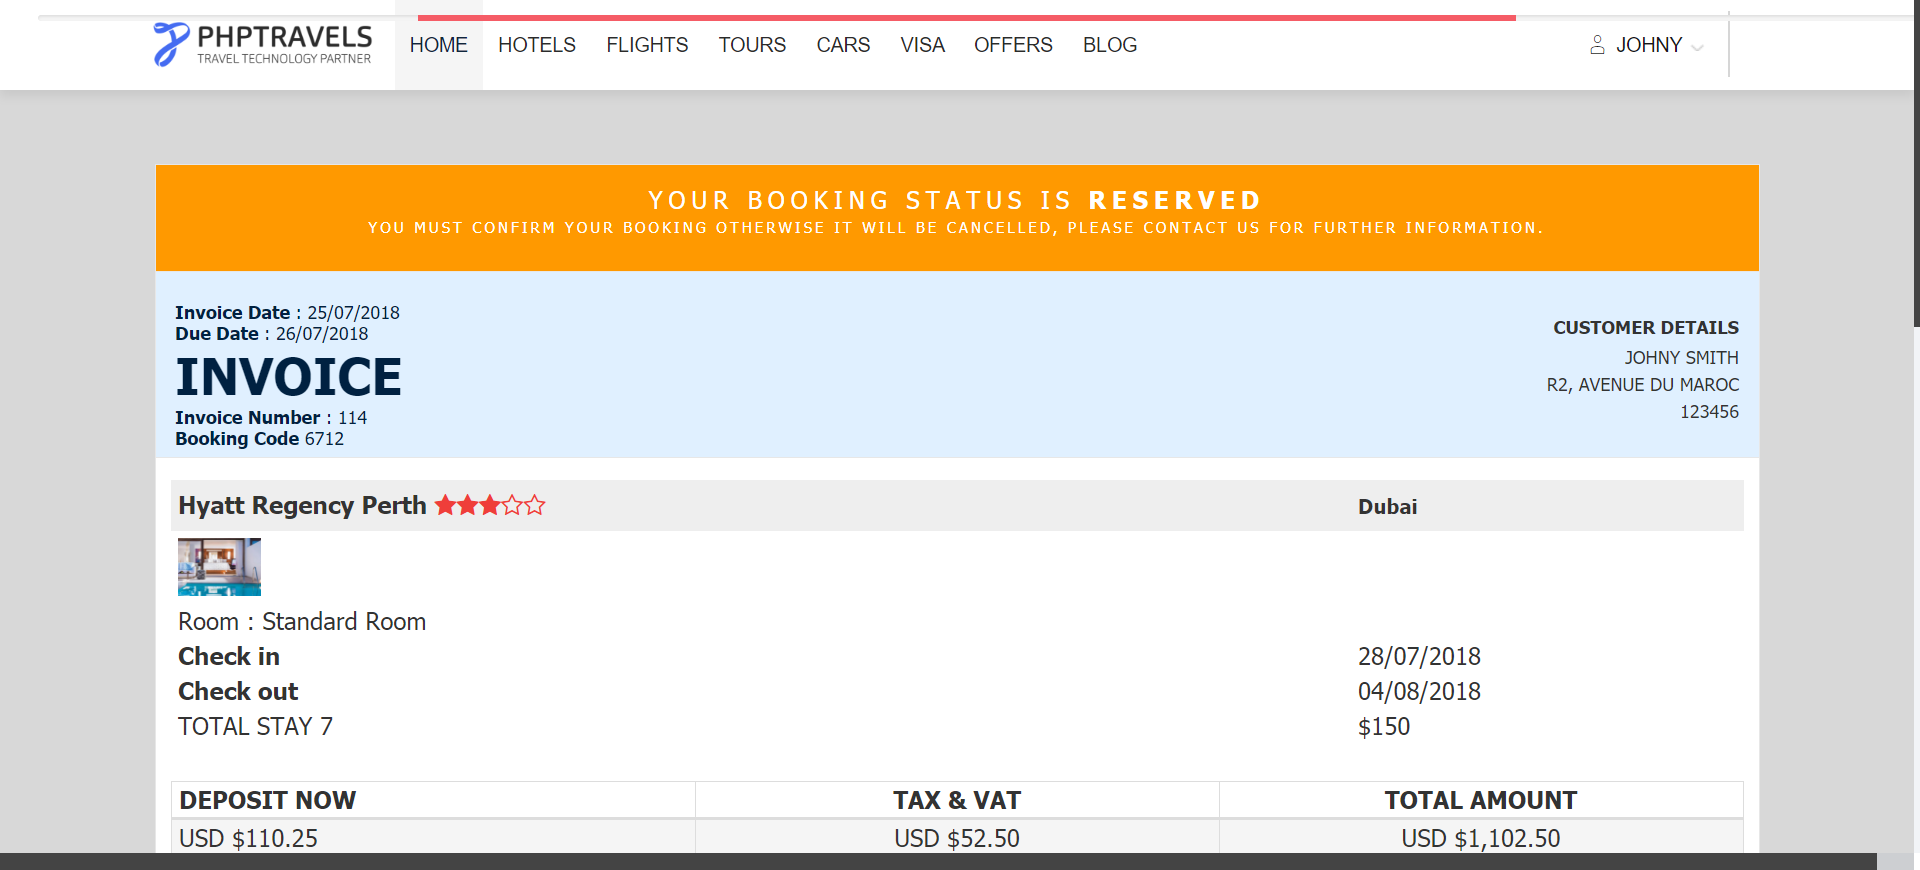 PHPTRAVELS
TRAVEL TECHNOLOGY PARTNER
HOME HOTELS FLIGHTS TOURS CARS VISA OFFERS BLOG JOHNY
YOUR BOOKING STATUS IS RESERVED
YOU MUST CONFIRM YOUR BOOKING OTHERWISE IT WILL BE CANCELLED, PLEASE CONTACT US FOR FURTHER INFORMATION.
Invoice Date : 25/07/2018
Due Date : 26/07/2018
INVOICE
Invoice Number : 114
Booking Code 6712
CUSTOMER DETAILS
JOHNY SMITH
R2, AVENUE DU MAROC
123456
Hyatt Regency Perth Dubai
Room : Standard Room
Check in 28/07/2018
Check out 04/08/2018
TOTAL STAY 7 $150
DEPOSIT NOW TAX & VAT TOTAL AMOUNT
USD $110.25 USD $52.50 USD $1,102.50